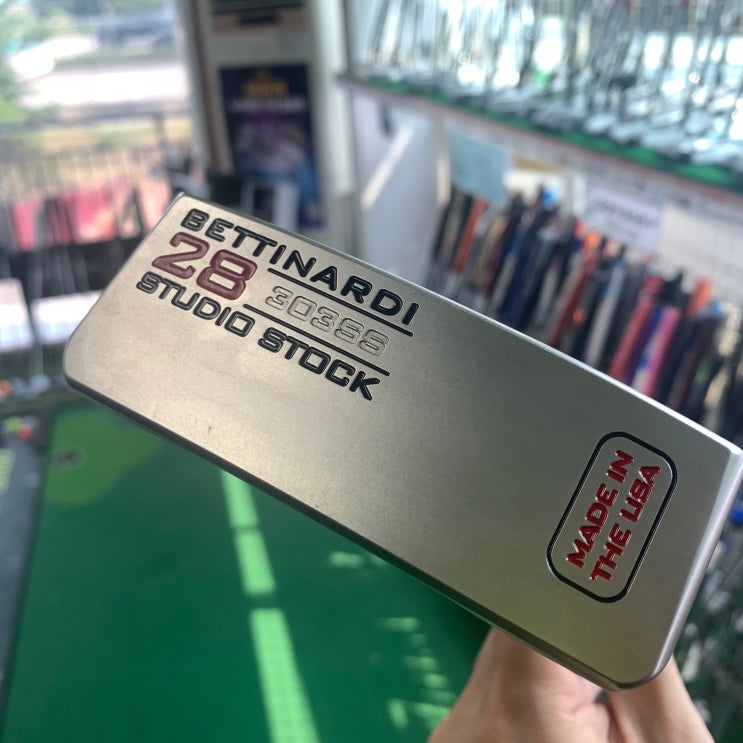 BETTINARDI
28
303SS
STUDIO STOCK
MADE IN
THE USA